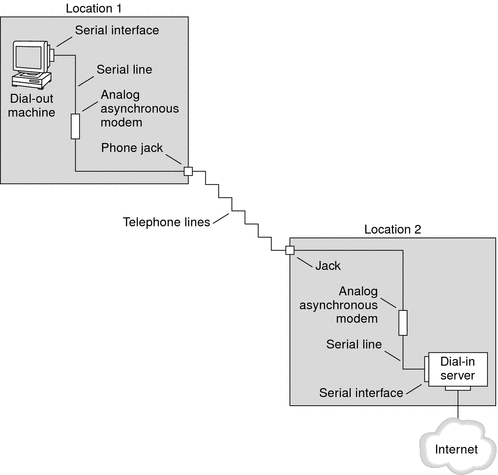 Location 1
Serial interface
Serial line
Dial-out
machine
Analog
asynchronous
modem
Phone jack
Telephone lines
Location 2
Jack
Analog
asynchronous
modem
Serial line
Dial-in
server
Serial interface
Internet